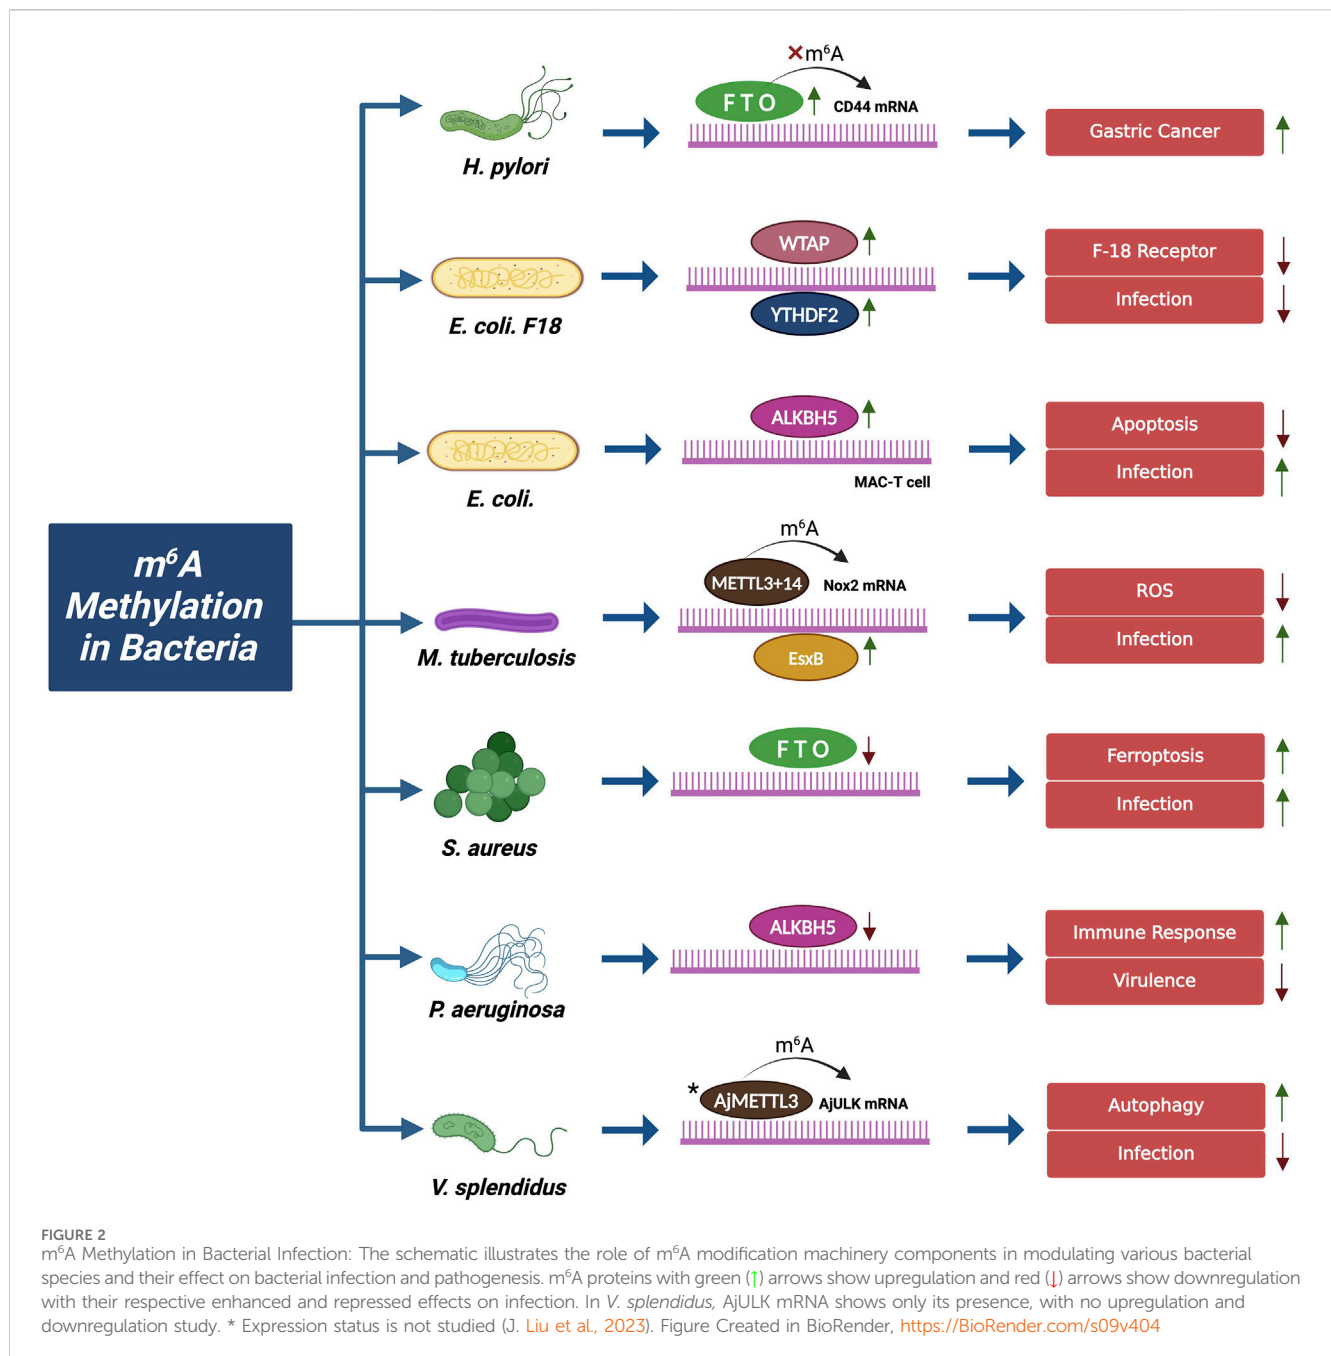 m⁶A
Methylation
in Bacteria
H. pylori
×m⁶A
FTO ↑
CD44 mRNA
Gastric Cancer ↑
E. coli. F18
WTAP ↑
YTHDF2 ↑
F-18 Receptor ↓
Infection ↓
E. coli.
ALKBH5 ↑
MAC-T cell
Apoptosis ↓
Infection ↑
M. tuberculosis
m⁶A
METTL3+14
Nox2 mRNA
EsxB ↑
ROS ↓
Infection ↑
S. aureus
FTO ↓
Ferroptosis ↑
Infection ↑
P. aeruginosa
ALKBH5 ↓
Immune Response ↑
Virulence ↓
V. splendidus
m⁶A
* AjMETTL3
AjULK mRNA
Autophagy ↑
Infection ↓
FIGURE 2
m⁶A Methylation in Bacterial Infection: The schematic illustrates the role of m⁶A modification machinery components in modulating various bacterial
species and their effect on bacterial infection and pathogenesis. m⁶A proteins with green (↑) arrows show upregulation and red (↓) arrows show downregulation
with their respective enhanced and repressed effects on infection. In V. splendidus, AjULK mRNA shows only its presence, with no upregulation and
downregulation study. * Expression status is not studied (J. Liu et al., 2023). Figure Created in BioRender, https://BioRender.com/s09v404